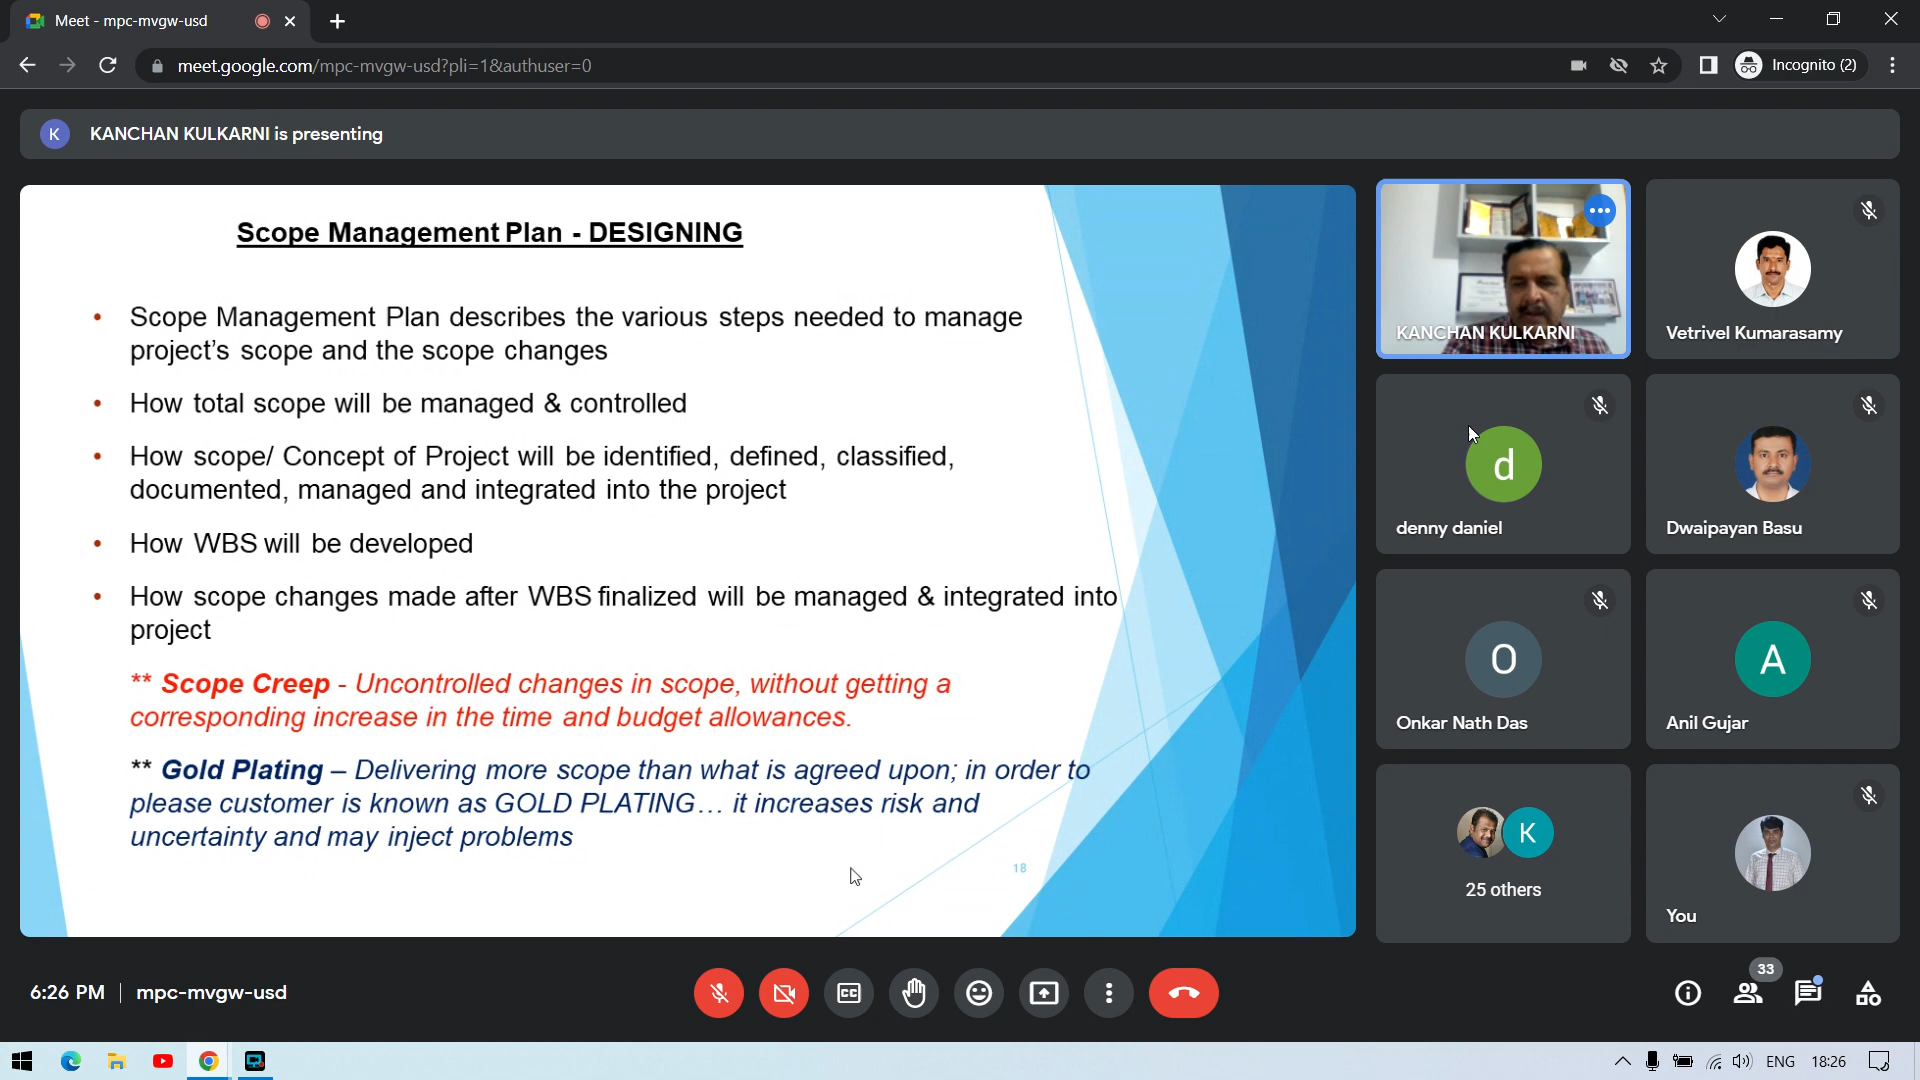 Meet - mpc-mvgw-usd
meet.google.com/mpc-mvgw-usd?pli=1&authuser=0
Incognito (2)
K
KANCHAN KULKARNI is presenting
Scope Management Plan - DESIGNING
• Scope Management Plan describes the various steps needed to manage
project's scope and the scope changes
• How total scope will be managed & controlled
• How scope/ Concept of Project will be identified, defined, classified,
documented, managed and integrated into the project
• How WBS will be developed
• How scope changes made after WBS finalized will be managed & integrated into
project
** Scope Creep - Uncontrolled changes in scope, without getting a
corresponding increase in the time and budget allowances.
** Gold Plating – Delivering more scope than what is agreed upon; in order to
please customer is known as GOLD PLATING… it increases risk and
uncertainty and may inject problems
18
KANCHAN KULKARNI
Vetrivel Kumarasamy
d
denny daniel
Dwaipayan Basu
O
Onkar Nath Das
A
Anil Gujar
K
25 others
You
6:26 PM | mpc-mvgw-usd
CC
33
ENG
18:26